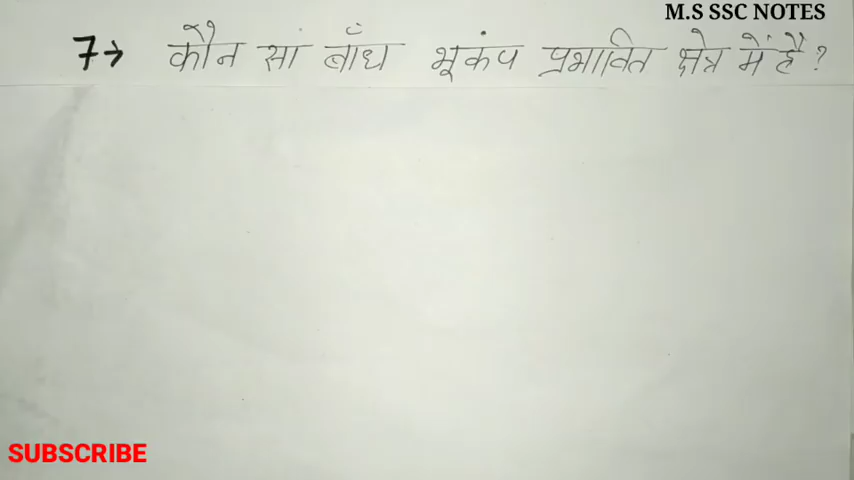 M.S SSC NOTES
7→ कौन सां बाँध भूकंप प्रभावित क्षेत्र में है ?
SUBSCRIBE